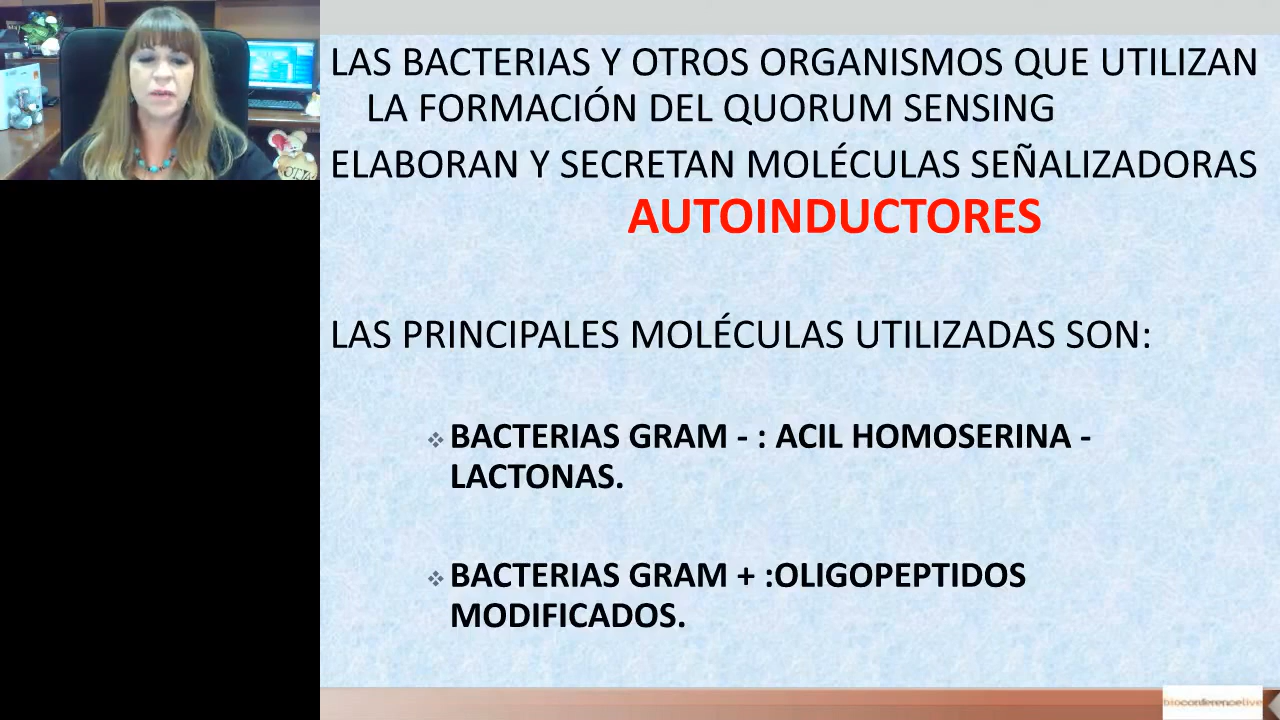 LAS BACTERIAS Y OTROS ORGANISMOS QUE UTILIZAN
LA FORMACIÓN DEL QUORUM SENSING
ELABORAN Y SECRETAN MOLÉCULAS SEÑALIZADORAS
AUTOINDUCTORES
LAS PRINCIPALES MOLÉCULAS UTILIZADAS SON:
BACTERIAS GRAM - : ACIL HOMOSERINA -
LACTONAS.
BACTERIAS GRAM + :OLIGOPEPTIDOS
MODIFICADOS.
bioconferencelive